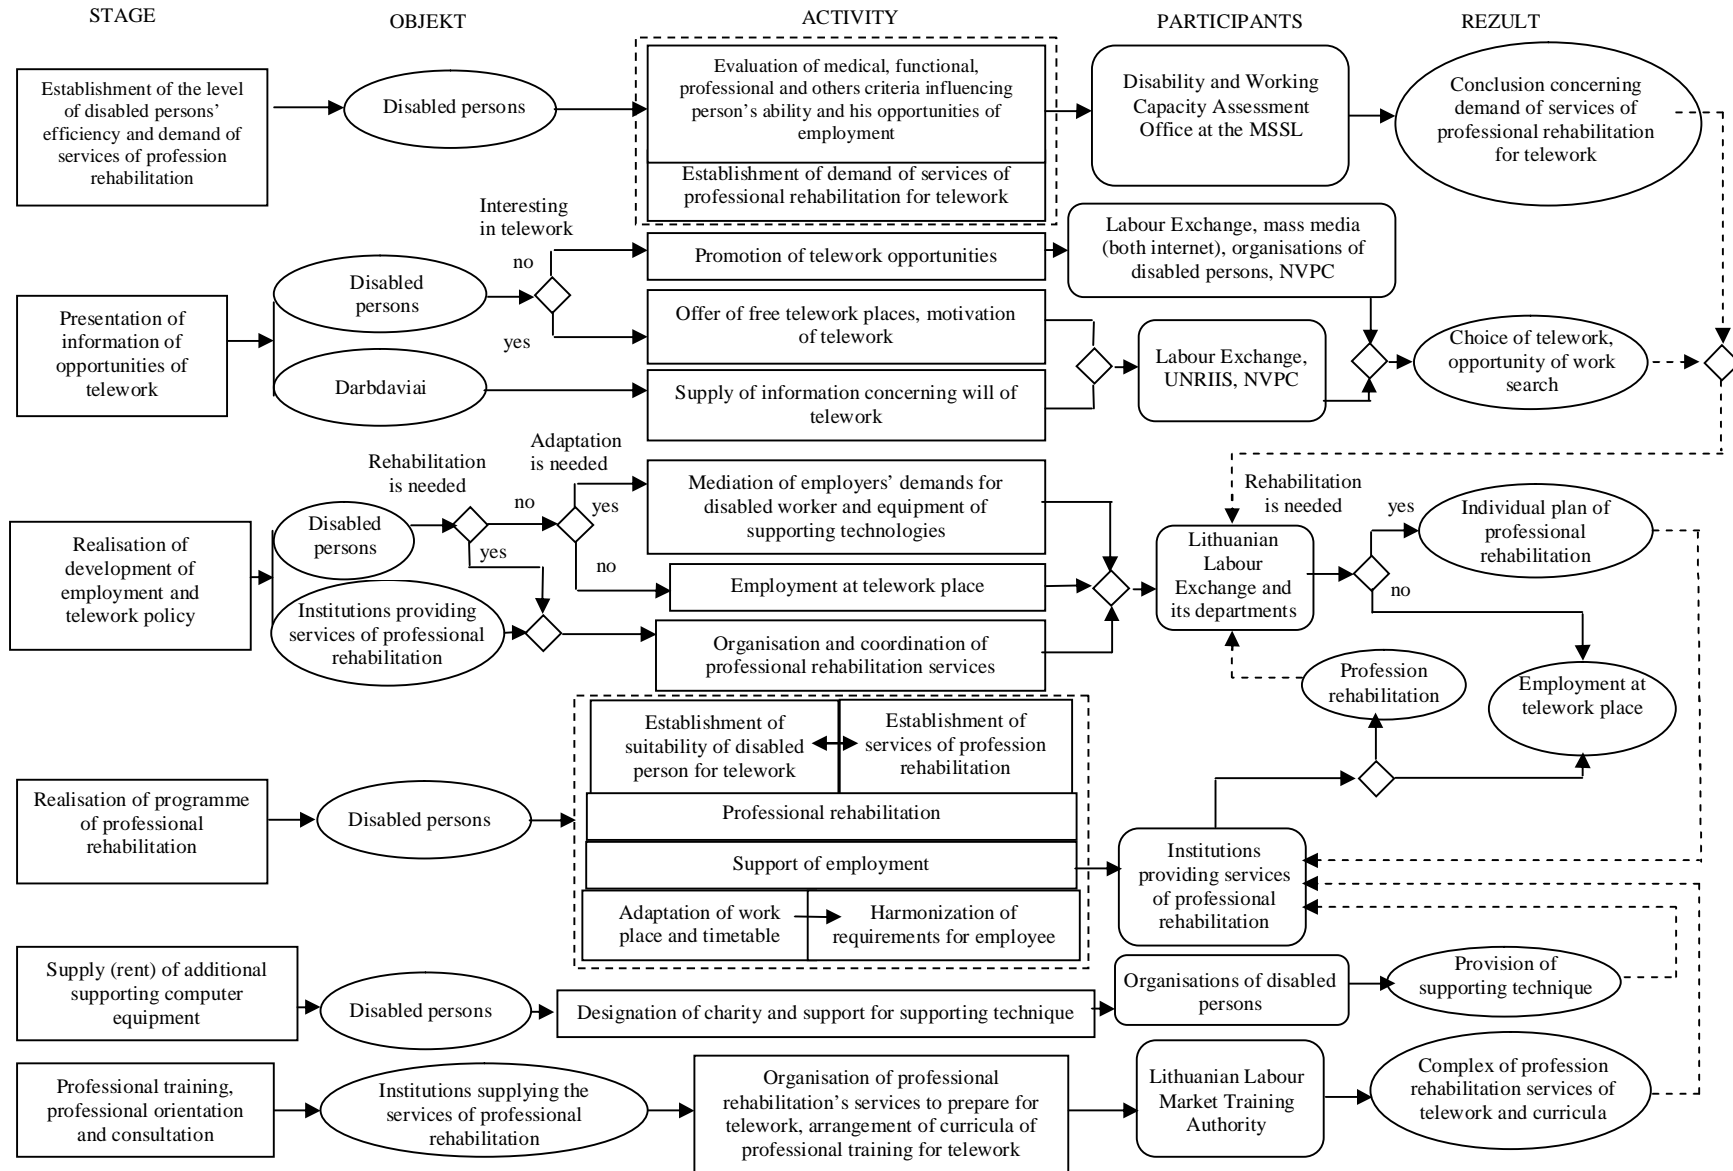 STAGE
OBJEKT
ACTIVITY
PARTICIPANTS
REZULT
Establishment of the level
of disabled persons'
efficiency and demand of
services of profession
rehabilitation
Disabled persons
Evaluation of medical, functional,
professional and others criteria influencing
person's ability and his opportunities of
employment
Establishment of demand of services of
professional rehabilitation for telework
Disability and Working
Capacity Assessment
Office at the MSSL
Conclusion concerning
demand of services of
professional rehabilitation
for telework
Presentation of
information of
opportunities of
telework
Disabled
persons
Darbdaviai
Interesting
in telework
no
yes
Promotion of telework opportunities
Offer of free telework places, motivation
of telework
Supply of information concerning will of
telework
Labour Exchange, mass media
(both internet), organisations of
disabled persons, NVPC
Labour Exchange,
UNRIIS, NVPC
Choice of telework,
opportunity of work
search
Realisation of
development of
employment and
telework policy
Disabled
persons
Institutions providing
services of professional
rehabilitation
Rehabilitation
is needed
no
yes
Adaptation
is needed
yes
no
Mediation of employers' demands for
disabled worker and equipment of
supporting technologies
Employment at telework place
Organisation and coordination of
professional rehabilitation services
Lithuanian
Labour
Exchange and
its departments
Rehabilitation
is needed
yes
no
Individual plan of
professional
rehabilitation
Profession
rehabilitation
Employment at
telework place
Realisation of programme
of professional
rehabilitation
Disabled persons
Establishment of
suitability of disabled
person for telework
Establishment of
services of profession
rehabilitation
Professional rehabilitation
Support of employment
Adaptation of work
place and timetable
Harmonization of
requirements for employee
Institutions
providing services
of professional
rehabilitation
Supply (rent) of additional
supporting computer
equipment
Disabled persons
Designation of charity and support for supporting technique
Organisations of disabled
persons
Provision of
supporting technique
Professional training,
professional orientation
and consultation
Institutions supplying the
services of professional
rehabilitation
Organisation of professional
rehabilitation's services to prepare for
telework, arrangement of curricula of
professional training for telework
Lithuanian Labour
Market Training
Authority
Complex of profession
rehabilitation services of
telework and curricula